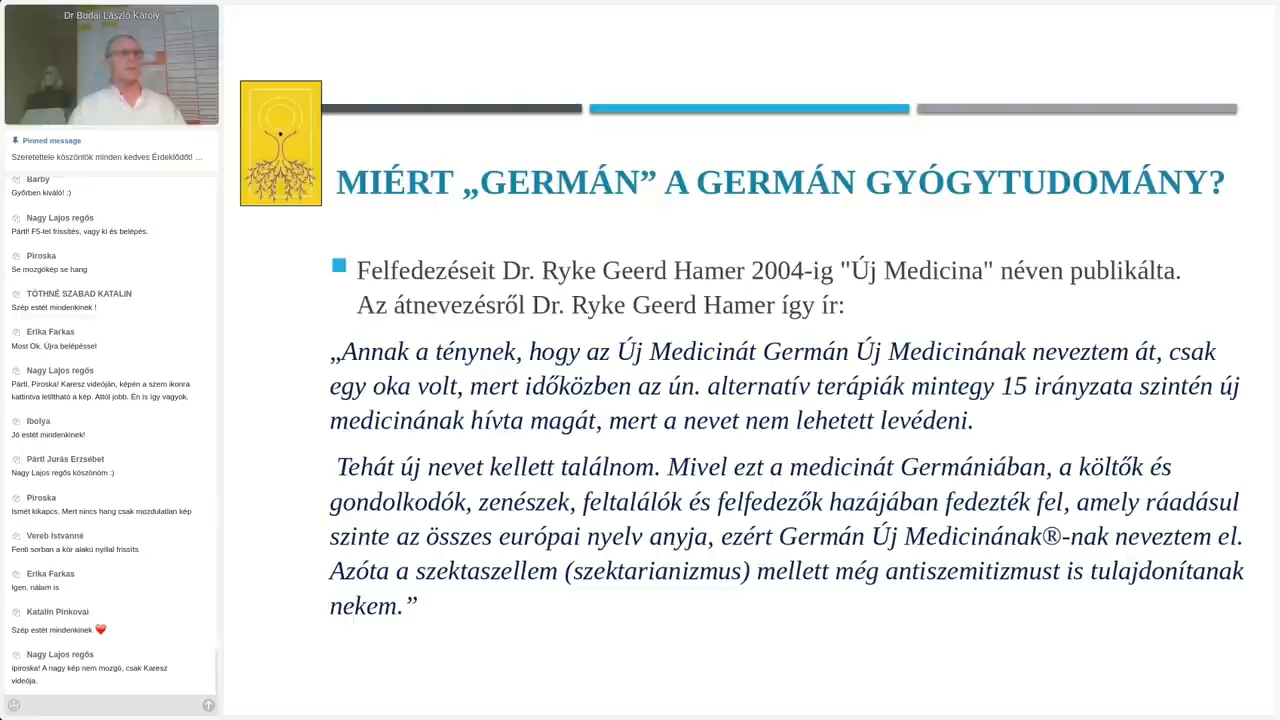 Dr Budai László Károly
Pinned message
Szeretettele köszöntök minden kedves Érdeklődőt! ...
Barby
Győrben kiváló! :)
Nagy Lajos regős
Párti! F5-tel frissítés, vagy ki és belépés.
Piroska
Se mozgókép se hang
TÓTHNÉ SZABAD KATALIN
Szép estét mindenkinek !
Erika Farkas
Most Ok. Újra belépéssel
Nagy Lajos regős
Párti, Piroska! Karesz videóján, képén a szem ikonra
kattintva letiltható a kép. Attól jobb. Én is így vagyok.
Ibolya
Jó estét mindenkinek!
Pártl Jurás Erzsébet
Nagy Lajos regős köszönöm :)
Piroska
Ismét kikapcs. Mert nincs hang csak mozdulatlan kép
Vereb Istvánné
Fenti sorban a kör alakú nyíllal frissíts
Erika Farkas
Igen, nálam is
Katalin Pinkovai
Szép estét mindenkinek ❤️
Nagy Lajos regős
ipiroska! A nagy kép nem mozgó, csak Karesz
videója.
MIÉRT „GERMÁN” A GERMÁN GYÓGYTUDOMÁNY?
Felfedezéseit Dr. Ryke Geerd Hamer 2004-ig "Új Medicina" néven publikálta.
Az átnevezésről Dr. Ryke Geerd Hamer így ír:
„Annak a ténynek, hogy az Új Medicinát Germán Új Medicinának neveztem át, csak
egy oka volt, mert időközben az ún. alternatív terápiák mintegy 15 irányzata szintén új
medicinának hívta magát, mert a nevet nem lehetett levédeni.
Tehát új nevet kellett találnom. Mivel ezt a medicinát Germániában, a költők és
gondolkodók, zenészek, feltalálók és felfedezők hazájában fedezték fel, amely ráadásul
szinte az összes európai nyelv anyja, ezért Germán Új Medicinának®-nak neveztem el.
Azóta a szektaszellem (szektarianizmus) mellett még antiszemitizmust is tulajdonítanak
nekem.”